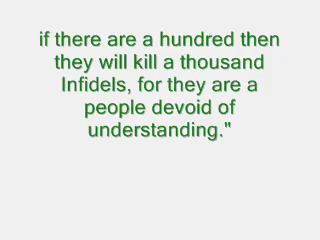 if there are a hundred then
they will kill a thousand
Infidels, for they are a
people devoid of
understanding."